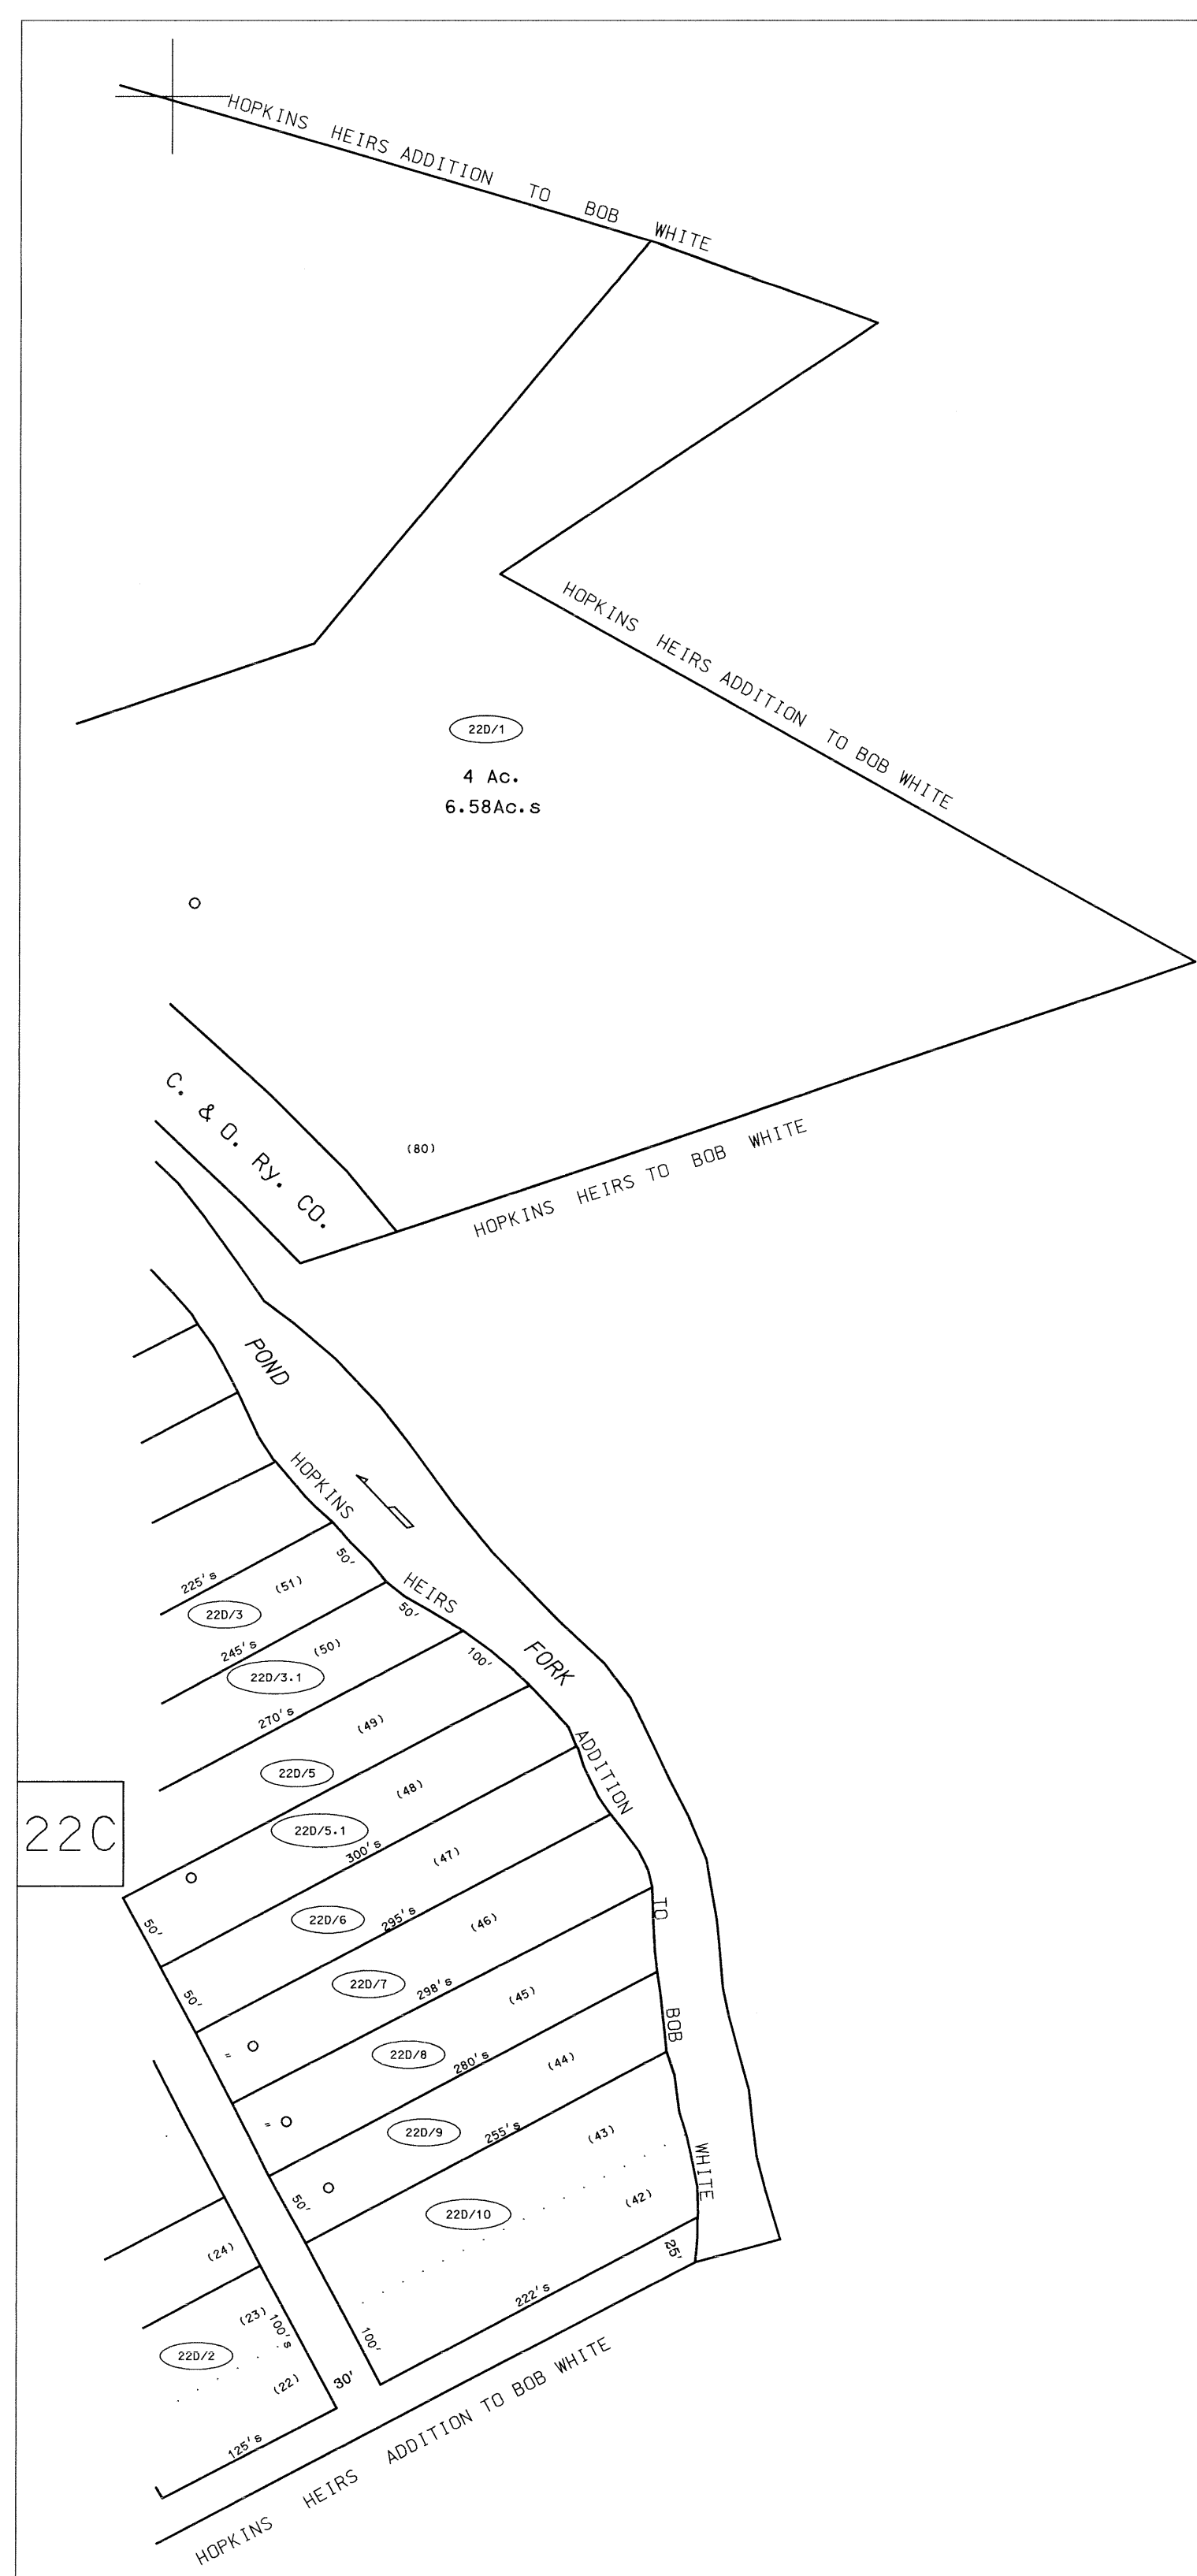 HOPKINS HEIRS ADDITION TO BOB WHITE
HOPKINS HEIRS ADDITION TO BOB WHITE
22D/1
4 Ac.
6.58Ac.s
C. & O. Ry. CO.
(80)
HOPKINS HEIRS TO BOB WHITE
POND FORK
HOPKINS HEIRS ADDITION TO BOB WHITE
50'
225's
(51)
22D/3
50'
245's
(50)
22D/3.1
100'
270's
(49)
22D/5
(48)
22D/5.1
300's
22C
(47)
50'
22D/6
295's
(46)
50'
22D/7
298's
(45)
=
22D/8
280's
(44)
=
22D/9
255's
(43)
50'
22D/10
(42)
(24)
25'
222's
(23)
100's
100'
22D/2
(22)
30'
125's
HOPKINS HEIRS ADDITION TO BOB WHITE